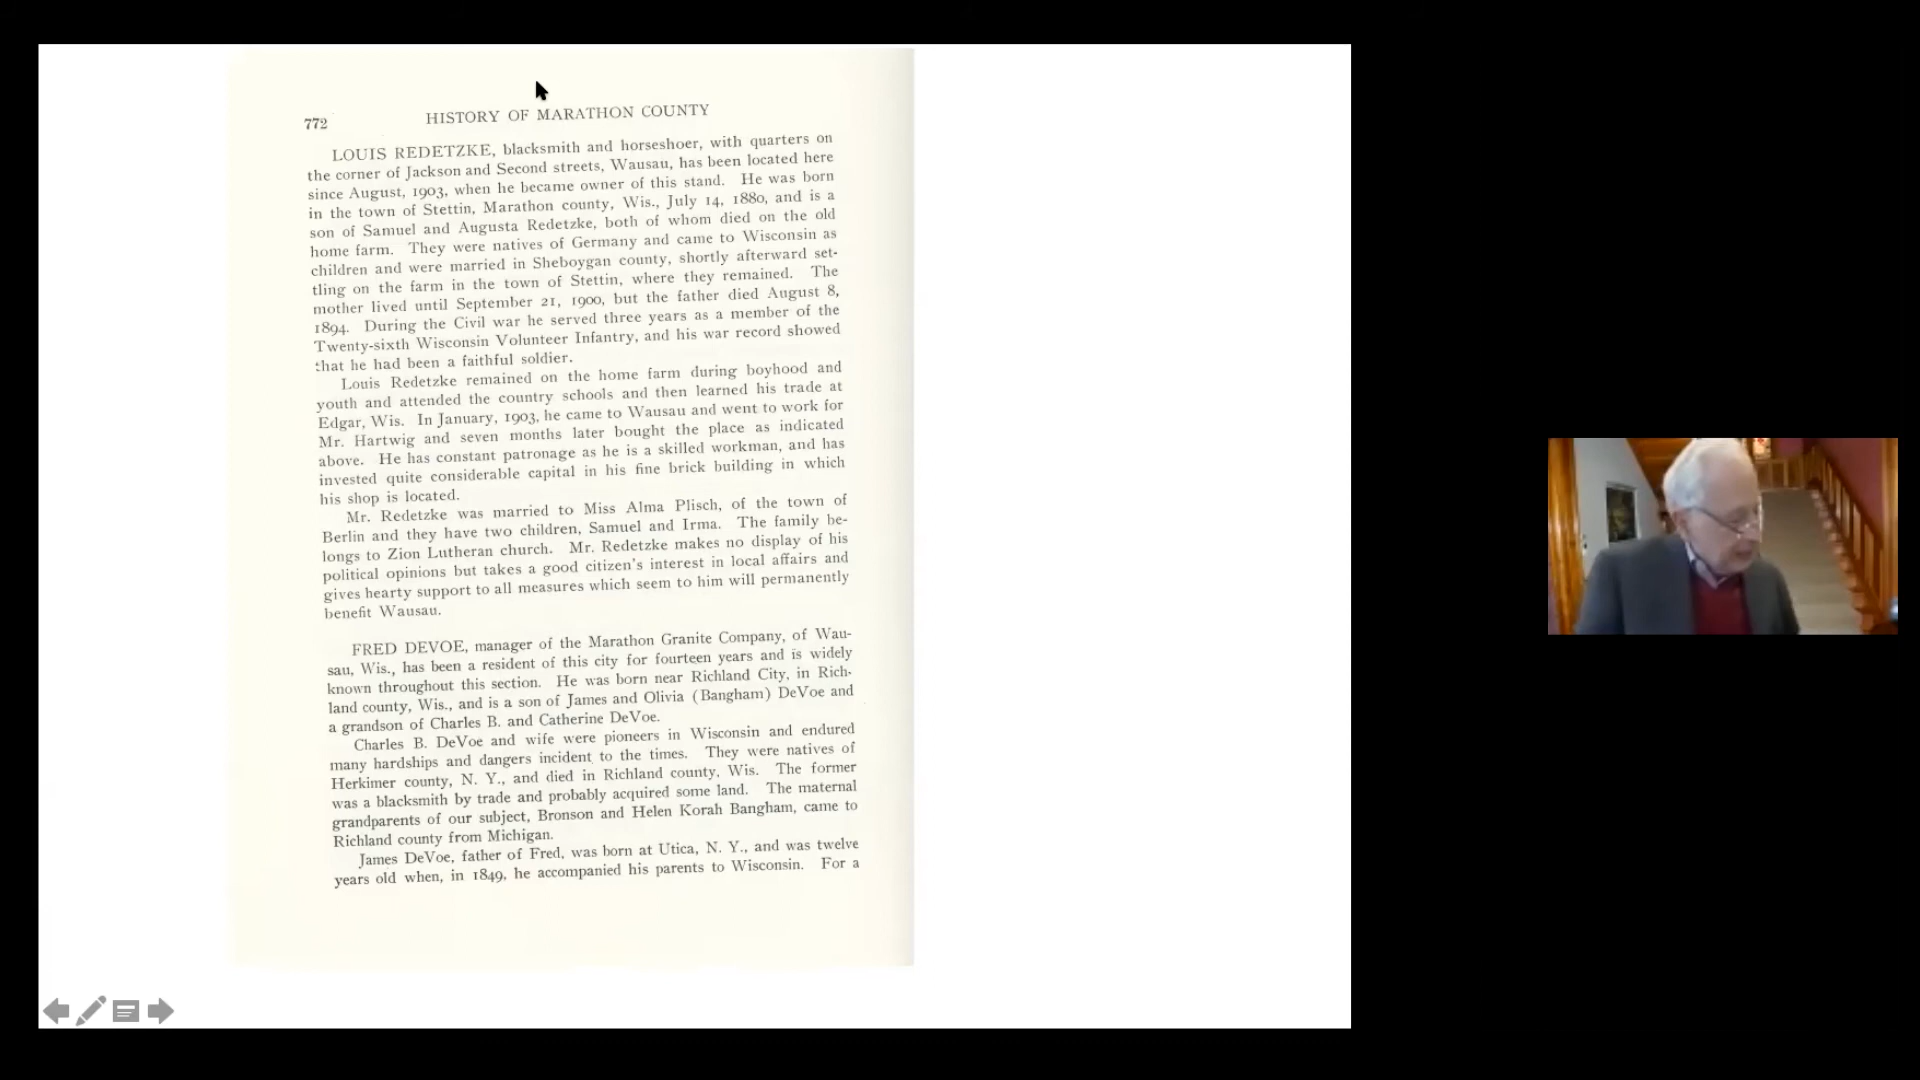 772 HISTORY OF MARATHON COUNTY
LOUIS REDETZKE, blacksmith and horseshoer, with quarters on
the corner of Jackson and Second streets, Wausau, has been located here
since August, 1903, when he became owner of this stand. He was born
in the town of Stettin, Marathon county, Wis., July 14, 1880, and is a
son of Samuel and Augusta Redetzke, both of whom died on the old
home farm. They were natives of Germany and came to Wisconsin as
children and were married in Sheboygan county, shortly afterward set-
tling on the farm in the town of Stettin, where they remained. The
mother lived until September 21, 1900, but the father died August 8,
1894. During the Civil war he served three years as a member of the
Twenty-sixth Wisconsin Volunteer Infantry, and his war record showed
that he had been a faithful soldier.
Louis Redetzke remained on the home farm during boyhood and
youth and attended the country schools and then learned his trade at
Edgar, Wis. In January, 1903, he came to Wausau and went to work for
Mr. Hartwig and seven months later bought the place as indicated
above. He has constant patronage as he is a skilled workman, and has
invested quite considerable capital in his fine brick building in which
his shop is located.
Mr. Redetzke was married to Miss Alma Plisch, of the town of
Berlin and they have two children, Samuel and Irma. The family be-
longs to Zion Lutheran church. Mr. Redetzke makes no display of his
political opinions but takes a good citizen's interest in local affairs and
gives hearty support to all measures which seem to him will permanently
benefit Wausau.
FRED DEVOE, manager of the Marathon Granite Company, of Wau-
sau, Wis., has been a resident of this city for fourteen years and is widely
known throughout this section. He was born near Richland City, in Rich-
land county, Wis., and is a son of James and Olivia (Bangham) DeVoe and
a grandson of Charles B. and Catherine DeVoe.
Charles B. DeVoe and wife were pioneers in Wisconsin and endured
many hardships and dangers incident to the times. They were natives of
Herkimer county, N. Y., and died in Richland county, Wis. The former
was a blacksmith by trade and probably acquired some land. The maternal
grandparents of our subject, Bronson and Helen Korah Bangham, came to
Richland county from Michigan.
James DeVoe, father of Fred, was born at Utica, N. Y., and was twelve
years old when, in 1849, he accompanied his parents to Wisconsin. For a